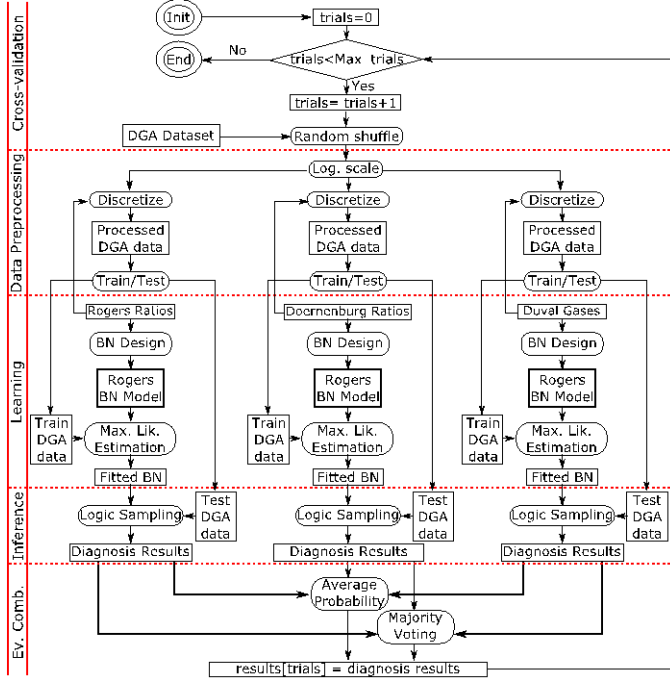 Init
trials=0
End
No
trials<Max trials
Yes
trials= trials+1
DGA Dataset
Random shuffle
Cross-validation
Log. scale
Discretize
Discretize
Discretize
Processed
DGA data
Processed
DGA data
Processed
DGA data
Train/Test
Train/Test
Train/Test
Data Preprocessing
Rogers Ratios
Doernenburg Ratios
Duval Gases
BN Design
BN Design
BN Design
Rogers
BN Model
Rogers
BN Model
Rogers
BN Model
Train
DGA
data
Max. Lik.
Estimation
Train
DGA
data
Max. Lik.
Estimation
Train
DGA
data
Max. Lik.
Estimation
Fitted BN
Fitted BN
Fitted BN
Learning
Logic Sampling
Test
DGA
data
Logic Sampling
Test
DGA
data
Logic Sampling
Test
DGA
data
Diagnosis Results
Diagnosis Results
Diagnosis Results
Inference
Average
Probability
Majority
Voting
results[trials] = diagnosis results
Ev. Comb.